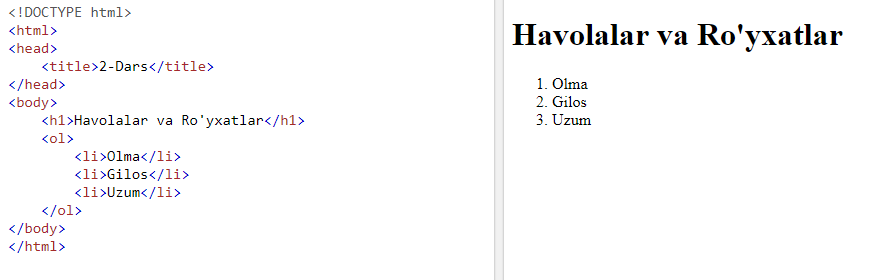 <!DOCTYPE html>
<html>
<head>
    <title>2-Dars</title>
</head>
<body>
    <h1>Havolalar va Ro'yxatlar</h1>
    <ol>
        <li>Olma</li>
        <li>Gilos</li>
        <li>Uzum</li>
    </ol>
</body>
</html>
Havolalar va Ro'yxatlar
1. Olma
2. Gilos
3. Uzum